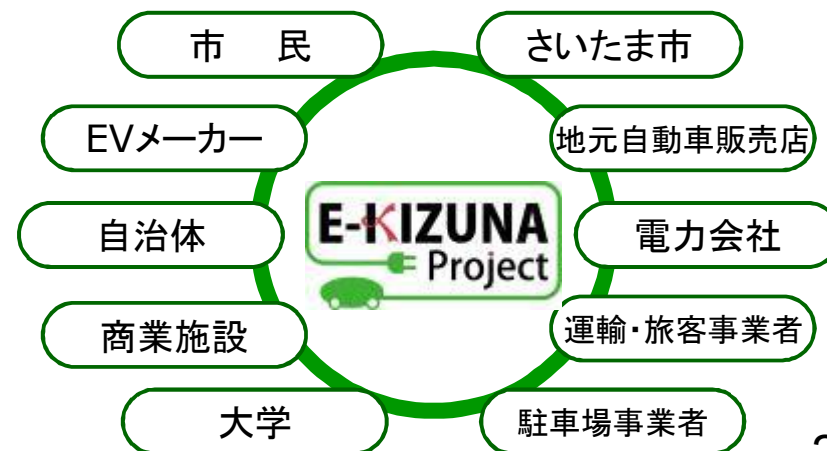 市 民
さいたま市
EVメーカー
地元自動車販売店
自治体
E-KIZUNA
Project
電力会社
商業施設
運輸・旅客事業者
大学
駐車場事業者